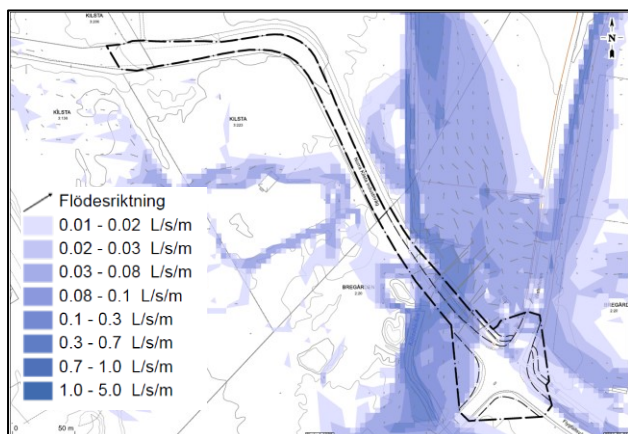 KILSTA
N
KILSTA
KILSTA
Flödesriktning
0.01 - 0.02 L/s/m
0.02 - 0.03 L/s/m
0.03 - 0.08 L/s/m
0.08 - 0.1 L/s/m
0.1 - 0.3 L/s/m
0.3 - 0.7 L/s/m
0.7 - 1.0 L/s/m
1.0 - 5.0 L/s/m
0 50 m